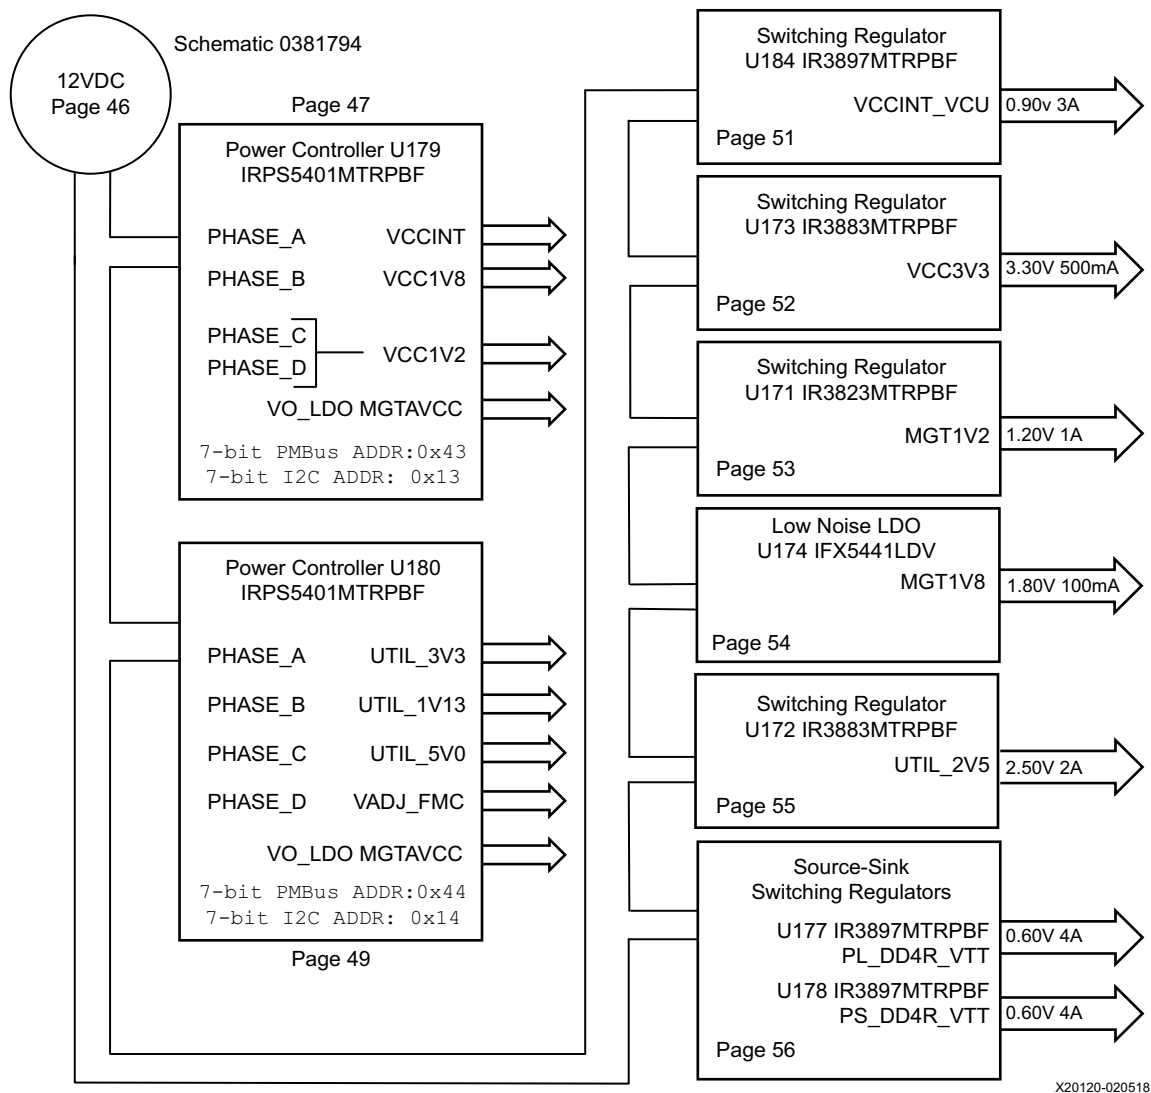 Schematic 0381794
12VDC
Page 46
Page 47
Power Controller U179
IRPS5401MTRPBF
PHASE_A VCCINT
PHASE_B VCC1V8
PHASE_C
VCC1V2
PHASE_D
VO_LDO MGTAVCC
7-bit PMBus ADDR:0x43
7-bit I2C ADDR: 0x13
Power Controller U180
IRPS5401MTRPBF
PHASE_A UTIL_3V3
PHASE_B UTIL_1V13
PHASE_C UTIL_5V0
PHASE_D VADJ_FMC
VO_LDO MGTAVCC
7-bit PMBus ADDR:0x44
7-bit I2C ADDR: 0x14
Page 49
Switching Regulator
U184 IR3897MTRPBF
VCCINT_VCU 0.90v 3A
Page 51
Switching Regulator
U173 IR3883MTRPBF
VCC3V3 3.30V 500mA
Page 52
Switching Regulator
U171 IR3823MTRPBF
MGT1V2 1.20V 1A
Page 53
Low Noise LDO
U174 IFX5441LDV
MGT1V8 1.80V 100mA
Page 54
Switching Regulator
U172 IR3883MTRPBF
UTIL_2V5 2.50V 2A
Page 55
Source-Sink
Switching Regulators
U177 IR3897MTRPBF
PL_DD4R_VTT 0.60V 4A
U178 IR3897MTRPBF
PS_DD4R_VTT 0.60V 4A
Page 56
X20120-020518